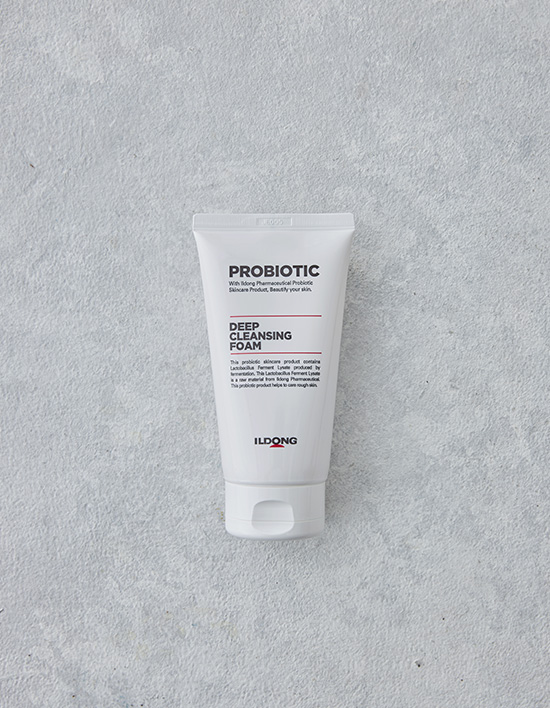 PROBIOTIC
With Ildong Pharmaceutical Probiotic
Skincare Product, Beautify your skin.
DEEP
CLEANSING
FOAM
This probiotic skincare product contains
Lactobacillus Ferment Lysate produced by
fermentation. This Lactobacillus Ferment Lysate
is a raw material from Ildong Pharmaceutical.
This probiotic product helps to care rough skin.
ILDONG